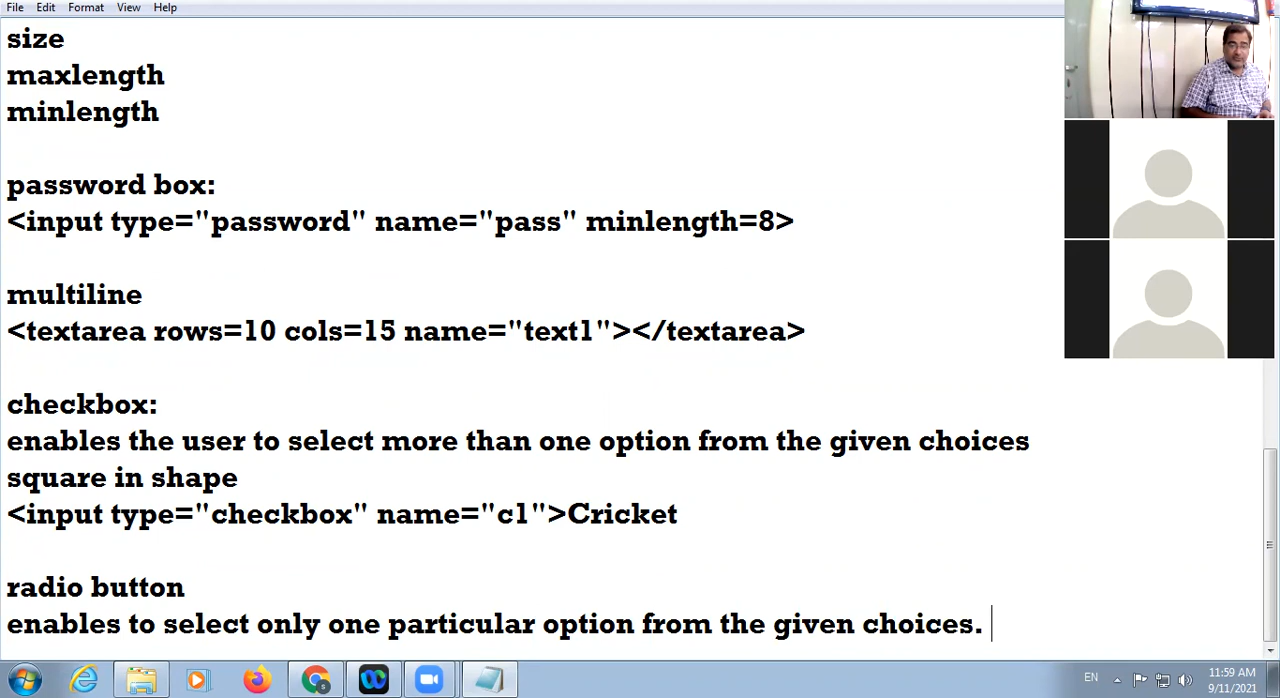 File Edit Format View Help
size
maxlength
minlength
password box:
<input type="password" name="pass" minlength=8>
multiline
<textarea rows=10 cols=15 name="text1"></textarea>
checkbox:
enables the user to select more than one option from the given choices
square in shape
<input type="checkbox" name="c1">Cricket
radio button
enables to select only one particular option from the given choices.
EN
11:59 AM
9/11/2021